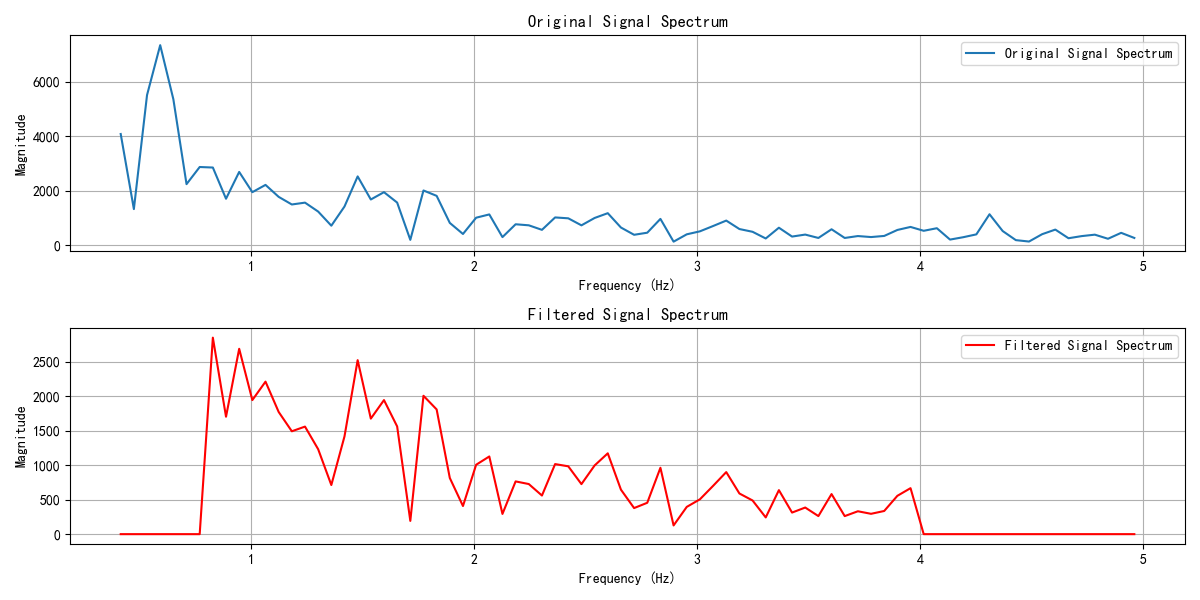 Original Signal Spectrum
Original Signal Spectrum
Magnitude
6000
4000
2000
0
1 2 3 4 5
Frequency (Hz)
Filtered Signal Spectrum
Filtered Signal Spectrum
Magnitude
2500
2000
1500
1000
500
0
1 2 3 4 5
Frequency (Hz)